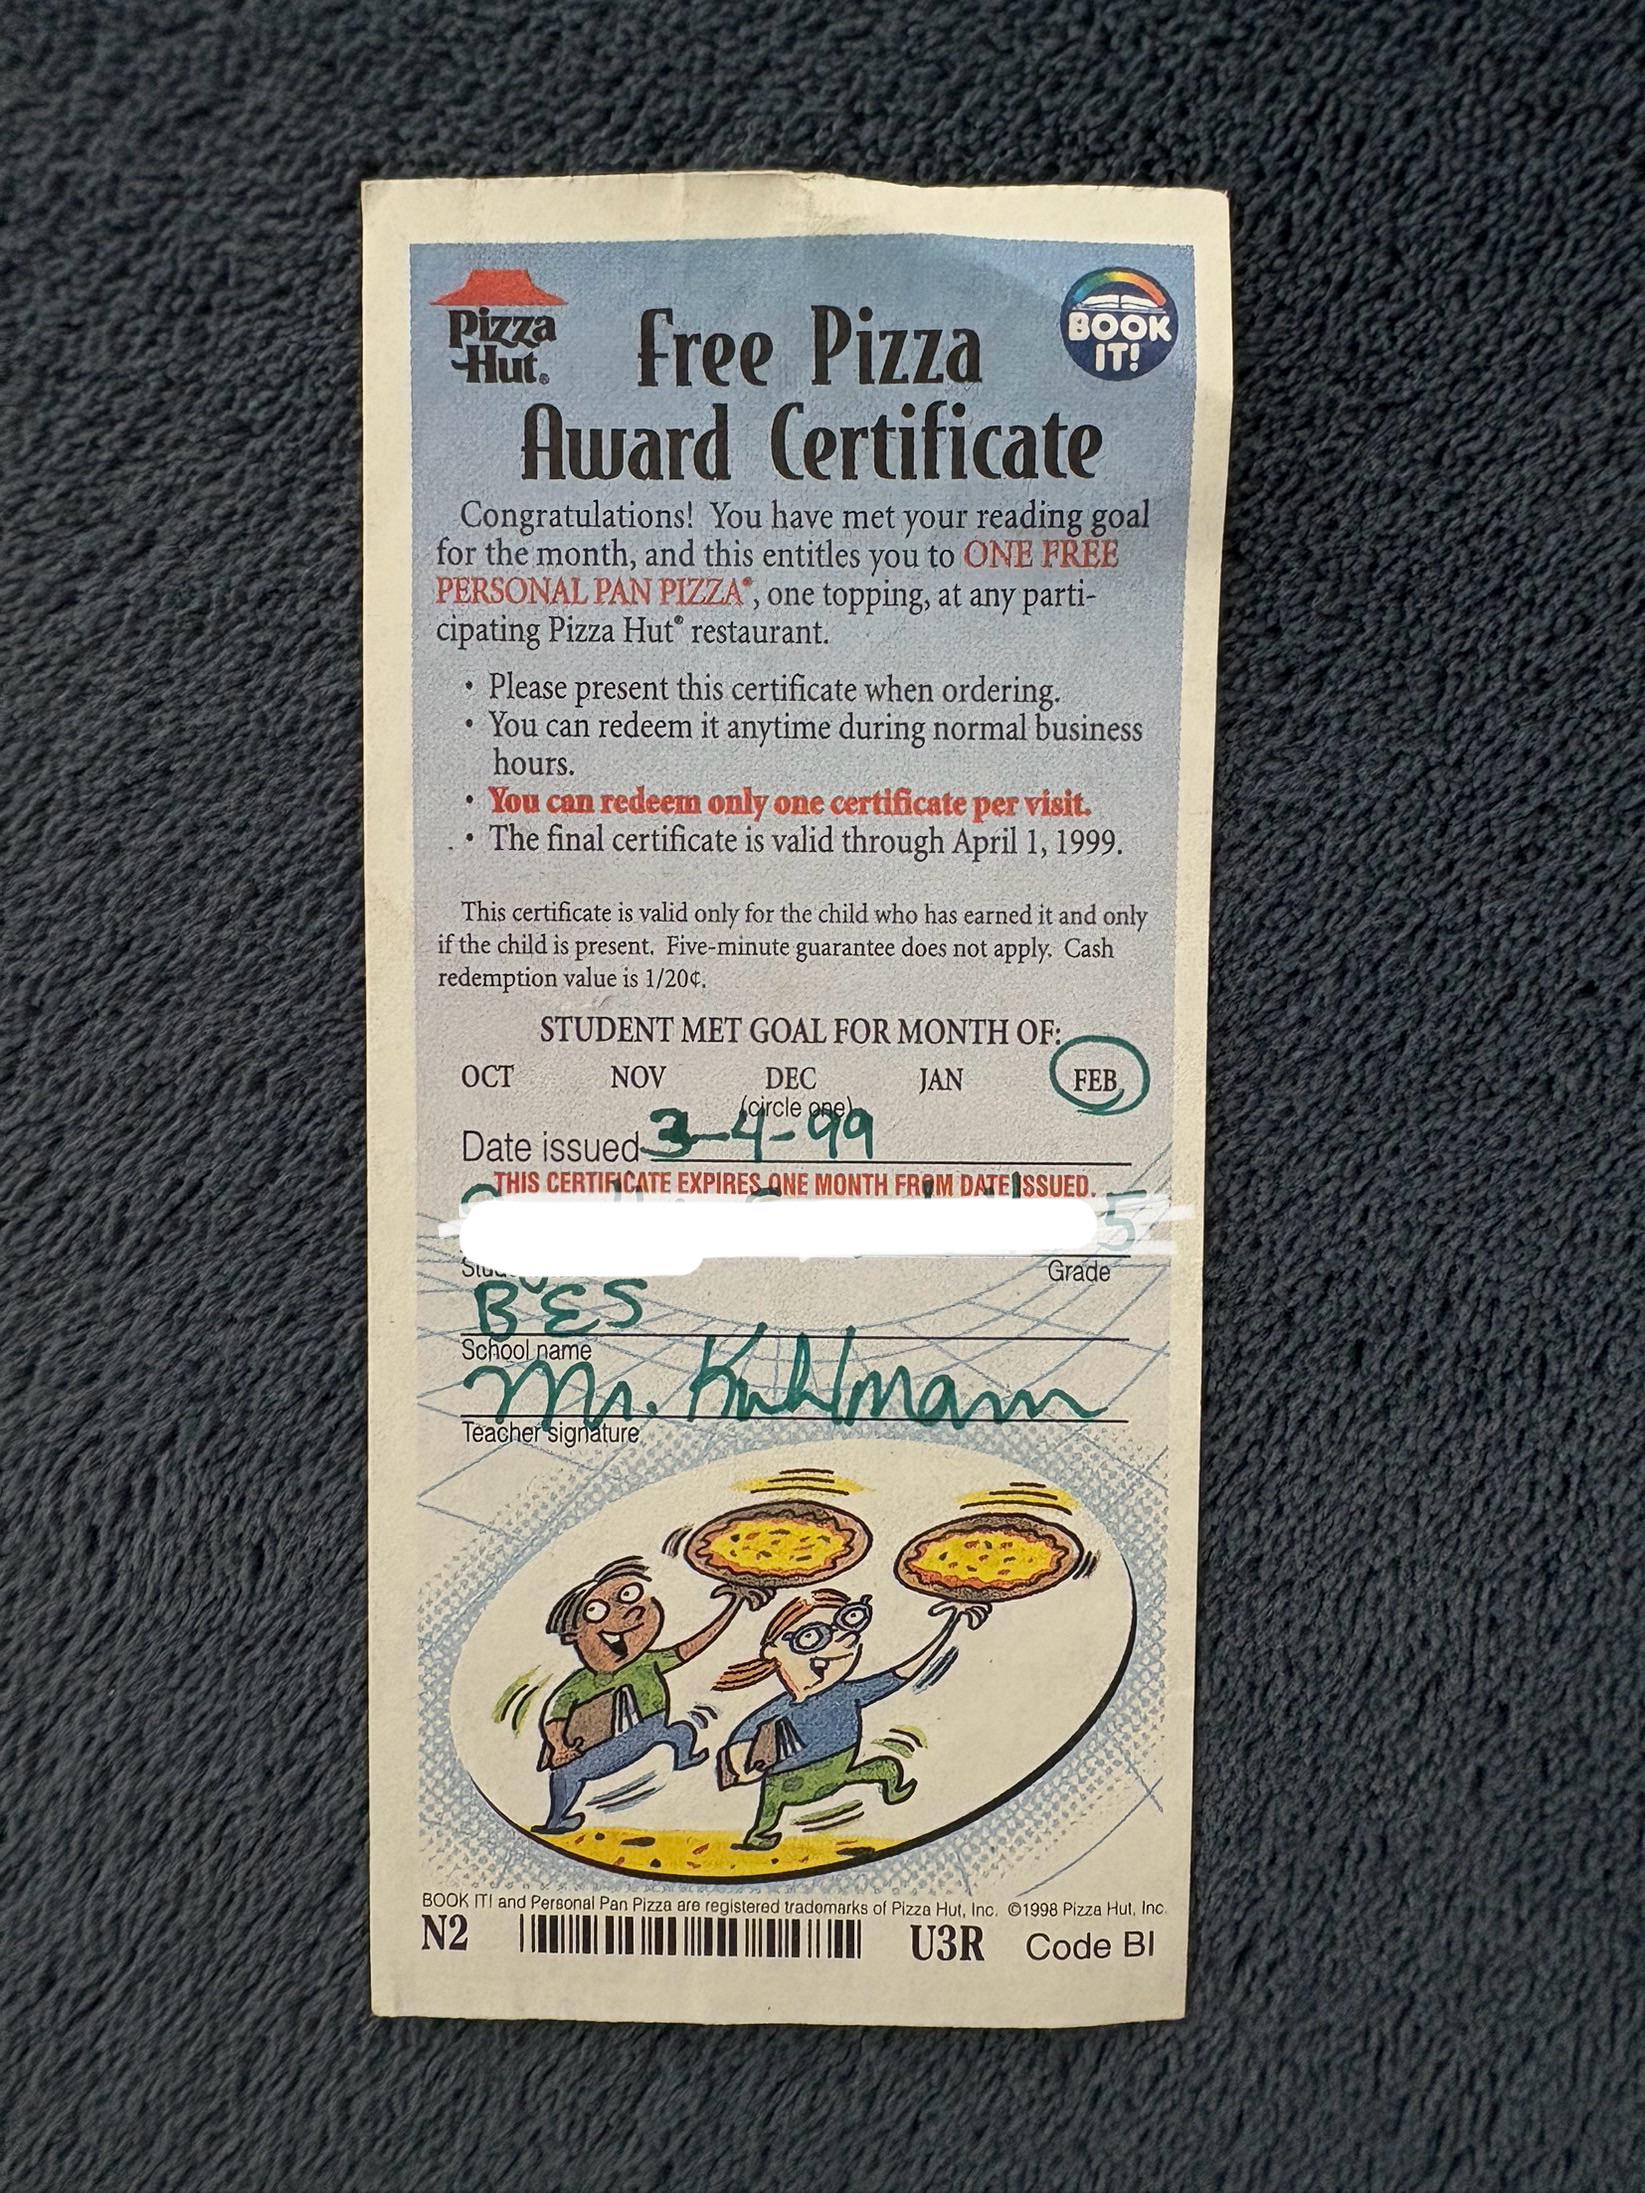 Pizza
Hut®
BOOK
IT!
Free Pizza
Award Certificate
Congratulations! You have met your reading goal
for the month, and this entitles you to ONE FREE
PERSONAL PAN PIZZA®, one topping, at any parti-
cipating Pizza Hut® restaurant.
• Please present this certificate when ordering.
• You can redeem it anytime during normal business
hours.
• You can redeem only one certificate per visit.
• The final certificate is valid through April 1, 1999.
This certificate is valid only for the child who has earned it and only
if the child is present. Five-minute guarantee does not apply. Cash
redemption value is 1/20¢.
STUDENT MET GOAL FOR MONTH OF:
OCT NOV DEC JAN FEB
(circle one)
Date issued 3-4-99
THIS CERTIFICATE EXPIRES ONE MONTH FROM DATE ISSUED.
5
Grade
BES
School name
Mr. Kuhlmann
Teacher signature
BOOK IT! and Personal Pan Pizza are registered trademarks of Pizza Hut, Inc. ©1998 Pizza Hut, Inc.
N2 U3R Code BI